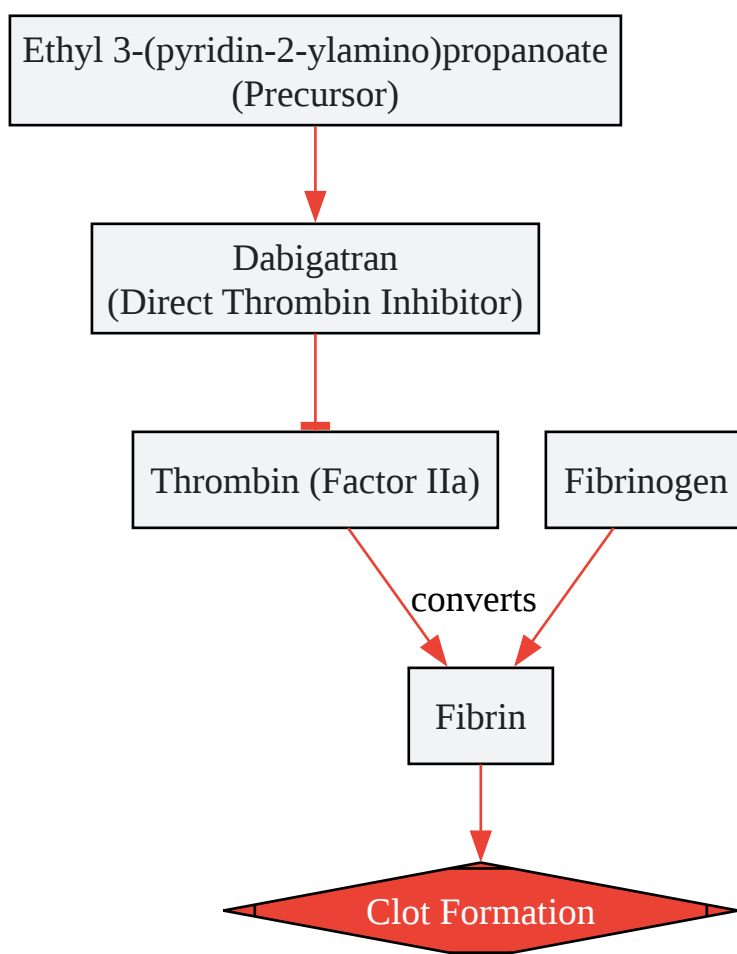 Ethyl 3-(pyridin-2-ylamino)propanoate
(Precursor)
Dabigatran
(Direct Thrombin Inhibitor)
Thrombin (Factor IIa)
Fibrinogen
converts
Fibrin
Clot Formation